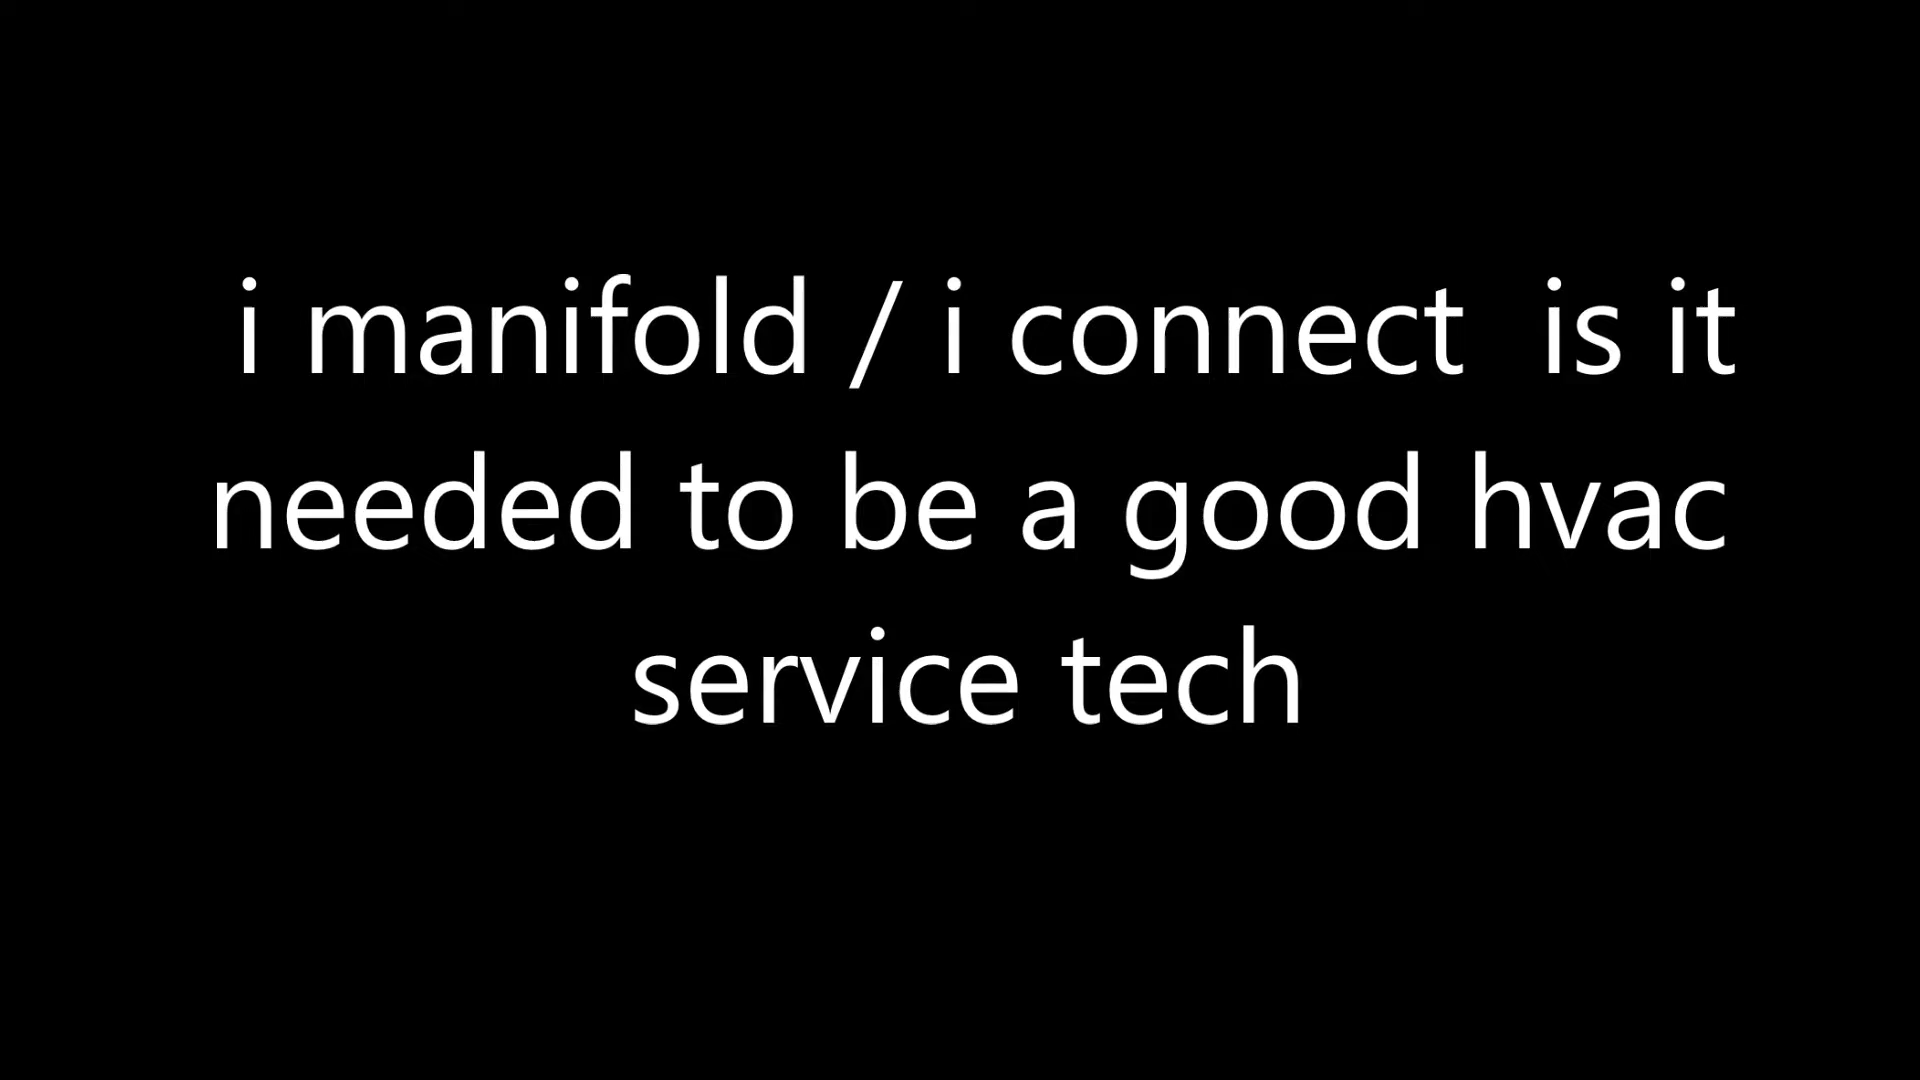 i manifold / i connect  is it
needed to be a good hvac
service tech